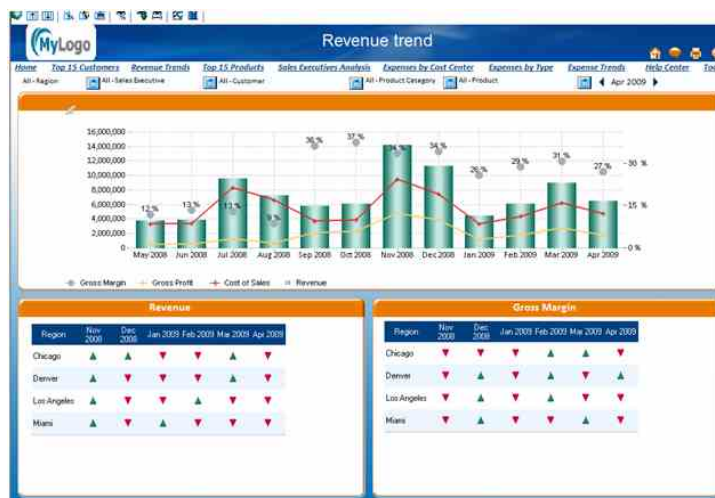 MyLogo
Revenue trend
Home Top 15 Customers Revenue Trends Top 15 Products Sales Executives Analysis Expenses by Cost Center Expenses by Type Expense Trends Help Center
All - Region All - Sales Executive All - Customer All - Product Category All - Product Apr 2009
16,000,000
14,000,000
12,000,000
10,000,000
8,000,000
6,000,000
4,000,000
2,000,000
0
12 % 13 % 13 % 9 % 36 % 37 % 34 % 34 % 26 % 29 % 31 % 27 %
30 %
15 %
0 %
May 2008 Jun 2008 Jul 2008 Aug 2008 Sep 2008 Oct 2008 Nov 2008 Dec 2008 Jan 2009 Feb 2009 Mar 2009 Apr 2009
Gross Margin Gross Profit Cost of Sales Revenue
Revenue
Region Nov 2008 Dec 2008 Jan 2009 Feb 2009 Mar 2009 Apr 2009
Chicago
Denver
Los Angeles
Miami
Gross Margin
Region Nov 2008 Dec 2008 Jan 2009 Feb 2009 Mar 2009 Apr 2009
Chicago
Denver
Los Angeles
Miami